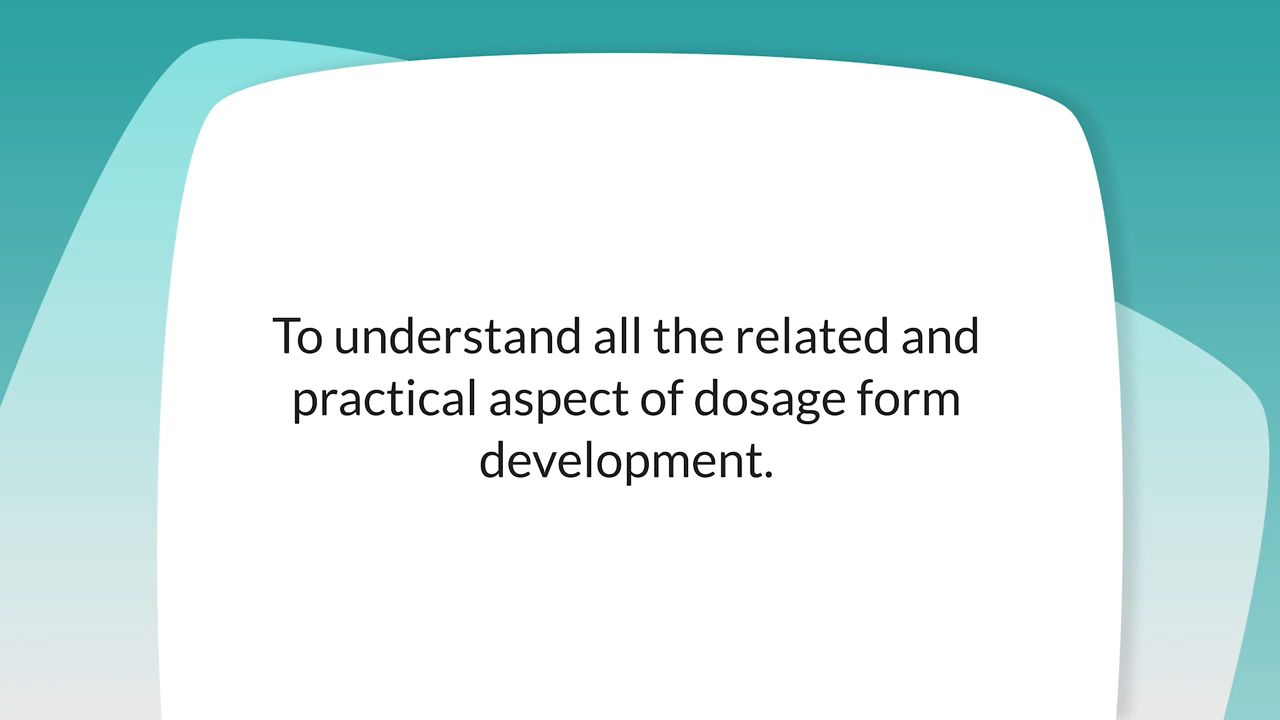 To understand all the related and
practical aspect of dosage form
development.